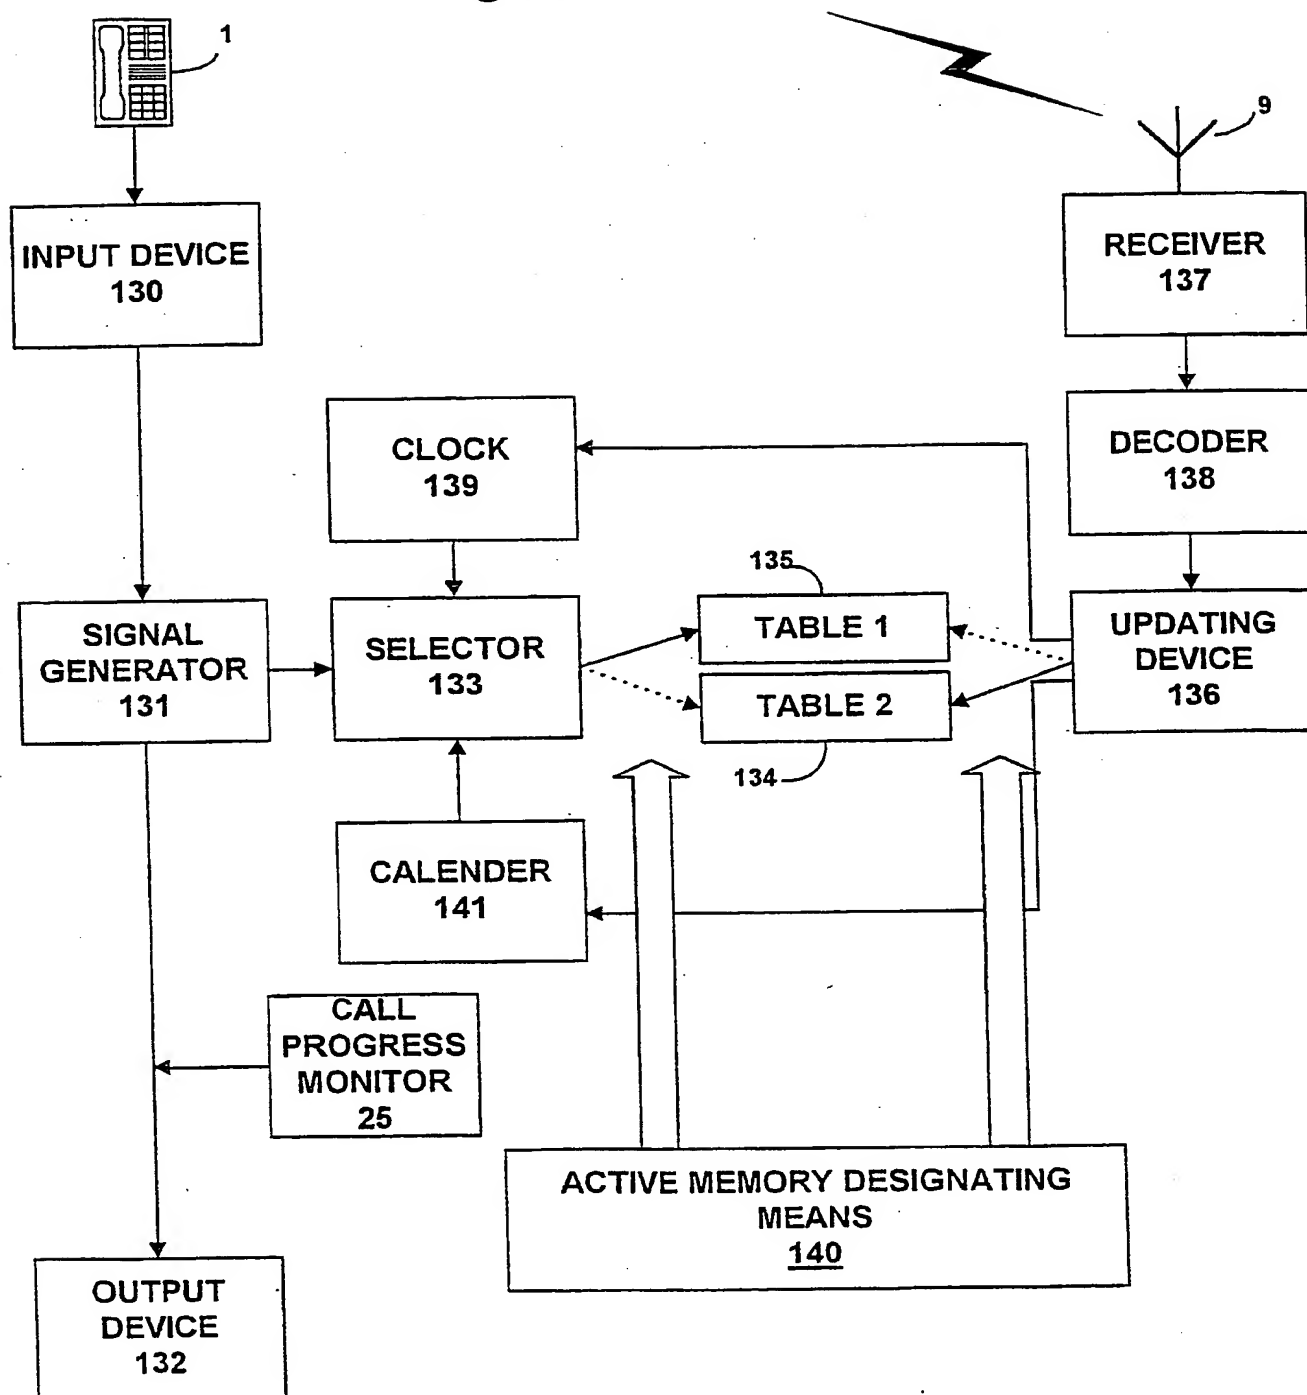 1
9
INPUT DEVICE
130
RECEIVER
137
CLOCK
139
DECODER
138
135
SIGNAL
GENERATOR
131
SELECTOR
133
TABLE 1
TABLE 2
134
UPDATING
DEVICE
136
CALENDER
141
CALL
PROGRESS
MONITOR
25
ACTIVE MEMORY DESIGNATING
MEANS
140
OUTPUT
DEVICE
132